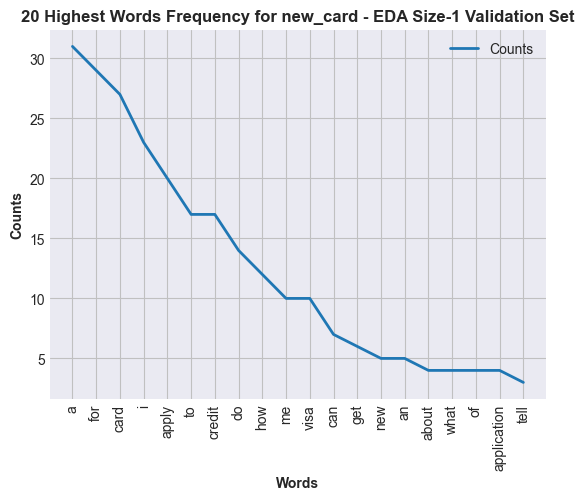 20 Highest Words Frequency for new_card - EDA Size-1 Validation Set
Counts
30
25
20
15
10
5
Counts
a
for
card
i
apply
to
credit
do
how
me
visa
can
get
new
an
about
what
of
application
tell
Words